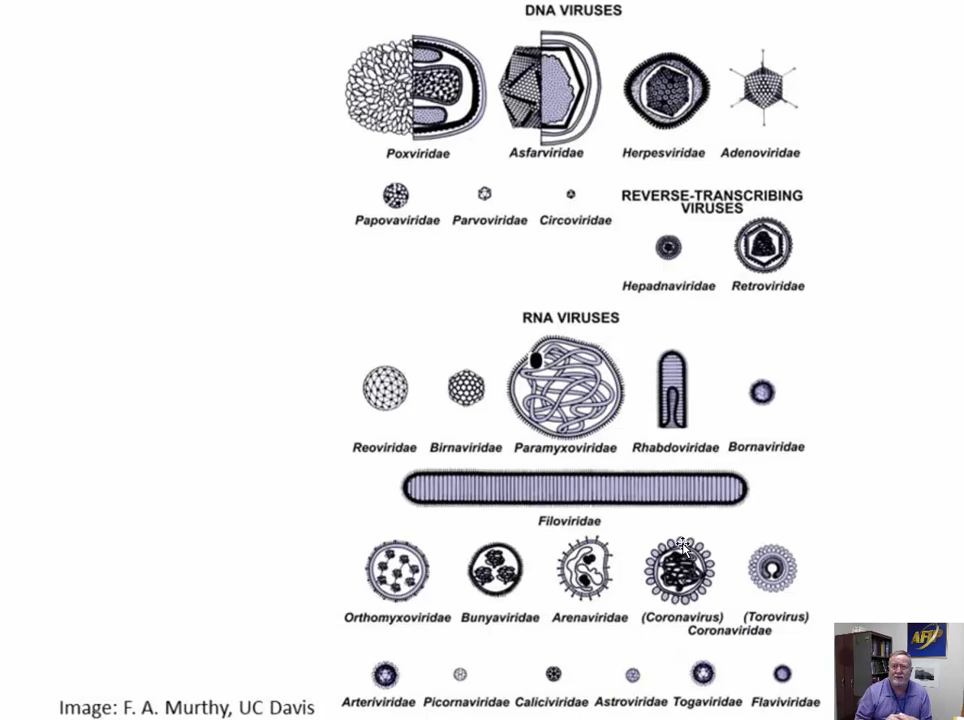 DNA VIRUSES
Poxviridae Asfarviridae Herpesviridae Adenoviridae
Papovaviridae Parvoviridae Circoviridae
REVERSE-TRANSCRIBING
VIRUSES
Hepadnaviridae Retroviridae
RNA VIRUSES
Reoviridae Birnaviridae Paramyxoviridae Rhabdoviridae Bornaviridae
Filoviridae
Orthomyxoviridae Bunyaviridae Arenaviridae (Coronavirus) (Torovirus)
Coronaviridae
Arteriviridae Picornaviridae Caliciviridae Astroviridae Togaviridae Flaviviridae
Image: F. A. Murthy, UC Davis